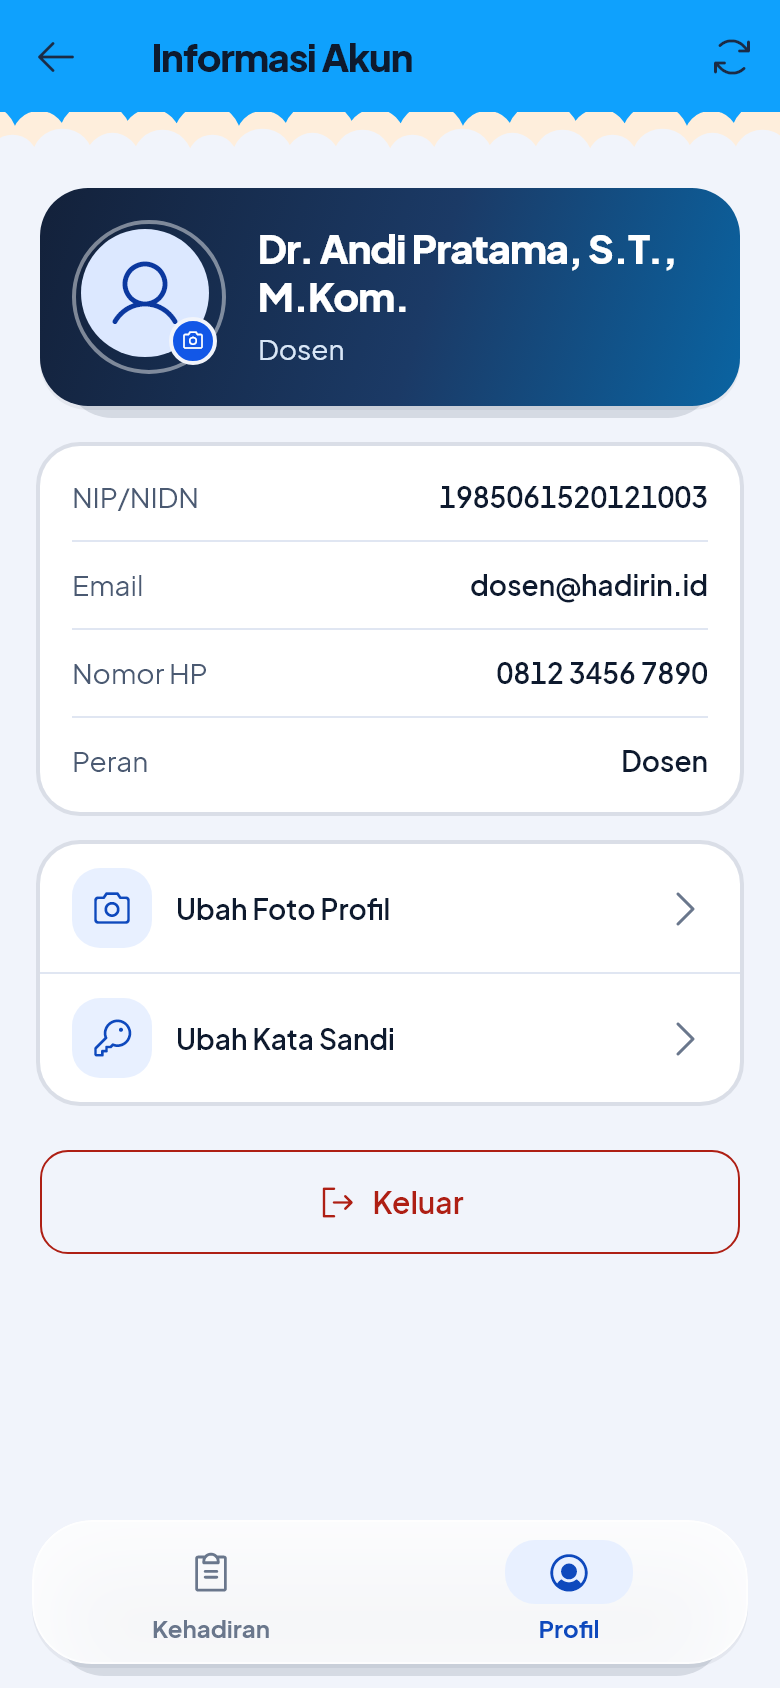 Informasi Akun
Dr. Andi Pratama, S.T.,
M.Kom.
Dosen
NIP/NIDN 1985061520121003
Email dosen@hadirin.id
Nomor HP 0812 3456 7890
Peran Dosen
Ubah Foto Profil
Ubah Kata Sandi
Keluar
Kehadiran Profil